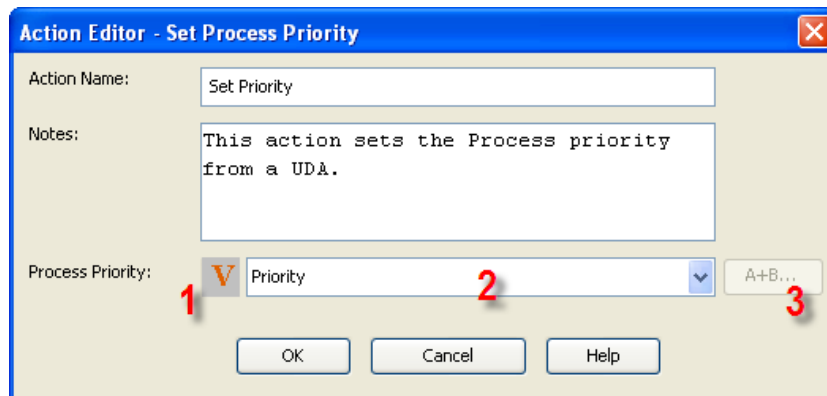 Action Editor - Set Process Priority
Action Name:
Set Priority
Notes:
This action sets the Process priority
from a UDA.
Process Priority:
1
V
Priority
2
A+B...
3
OK
Cancel
Help